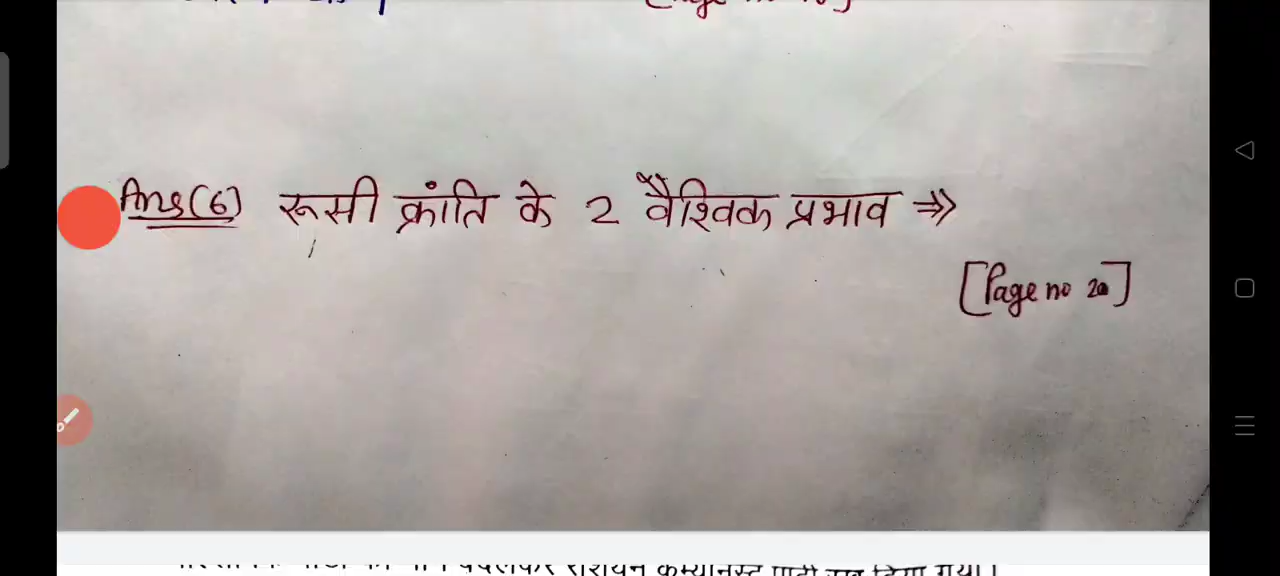 Ans (6) रूसी क्रांति के 2 वैश्विक प्रभाव ⇒>
[Page no 20]